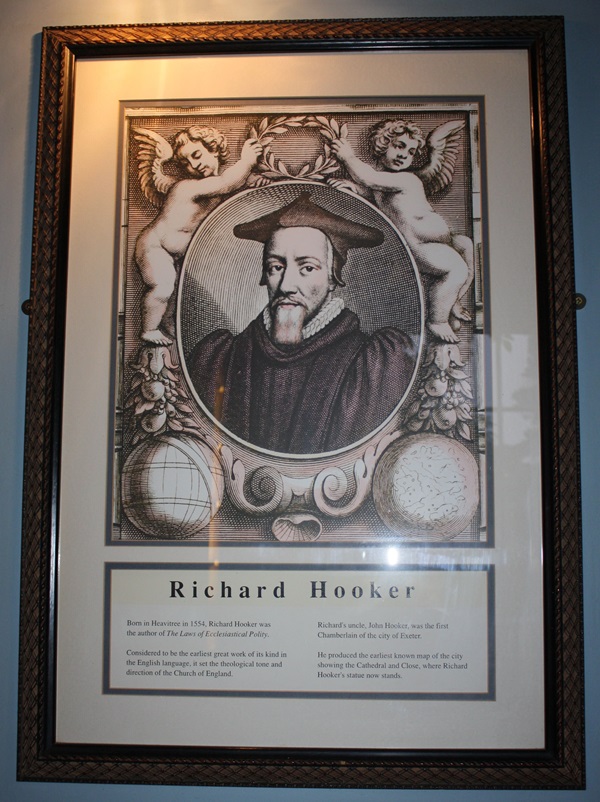 Richard Hooker
Born in Heavitree in 1554, Richard Hooker was
the author of The Laws of Ecclesiastical Polity.
Considered to be the earliest great work of its kind in
the English language, it set the theological tone and
direction of the Church of England.
Richard's uncle, John Hooker, was the first
Chamberlain of the city of Exeter.
He produced the earliest known map of the city
showing the Cathedral and Close, where Richard
Hooker's statue now stands.